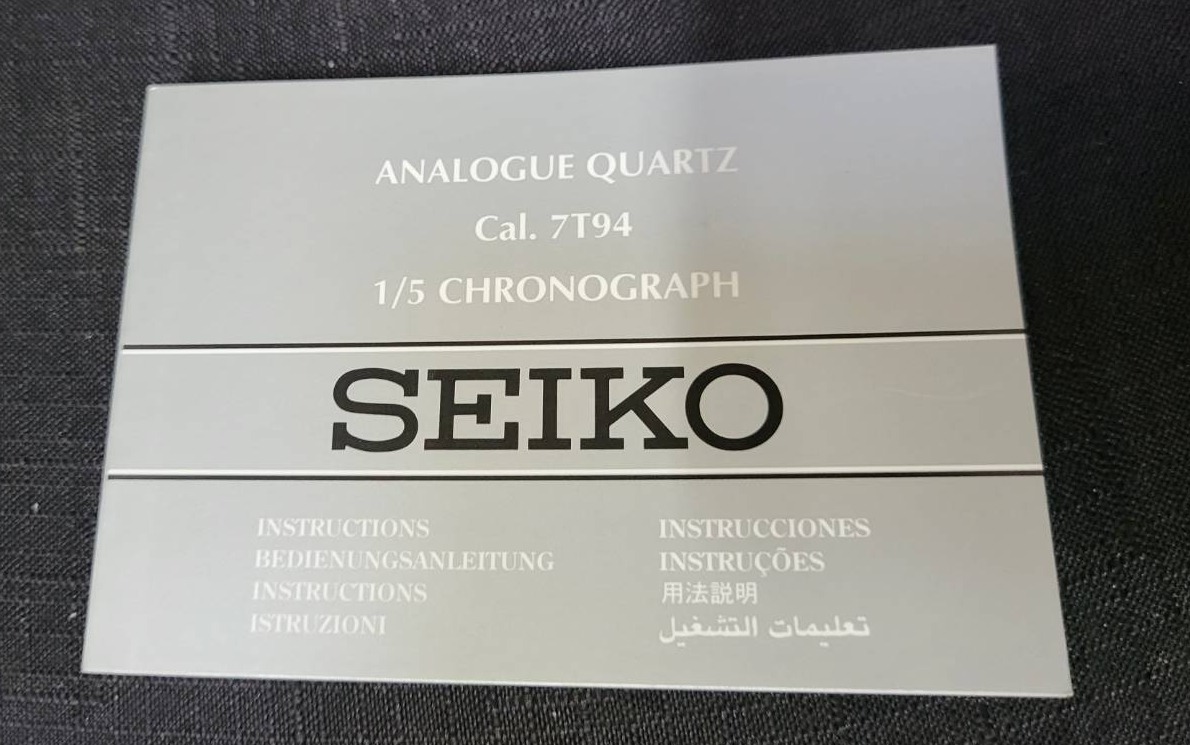 ANALOGUE QUARTZ
Cal. 7T94
1/5 CHRONOGRAPH
SEIKO
INSTRUCTIONS
BEDIENUNGSANLEITUNG
INSTRUCTIONS
ISTRUZIONI
INSTRUCCIONES
INSTRUÇÕES
用法説明
تعليمات التشغيل